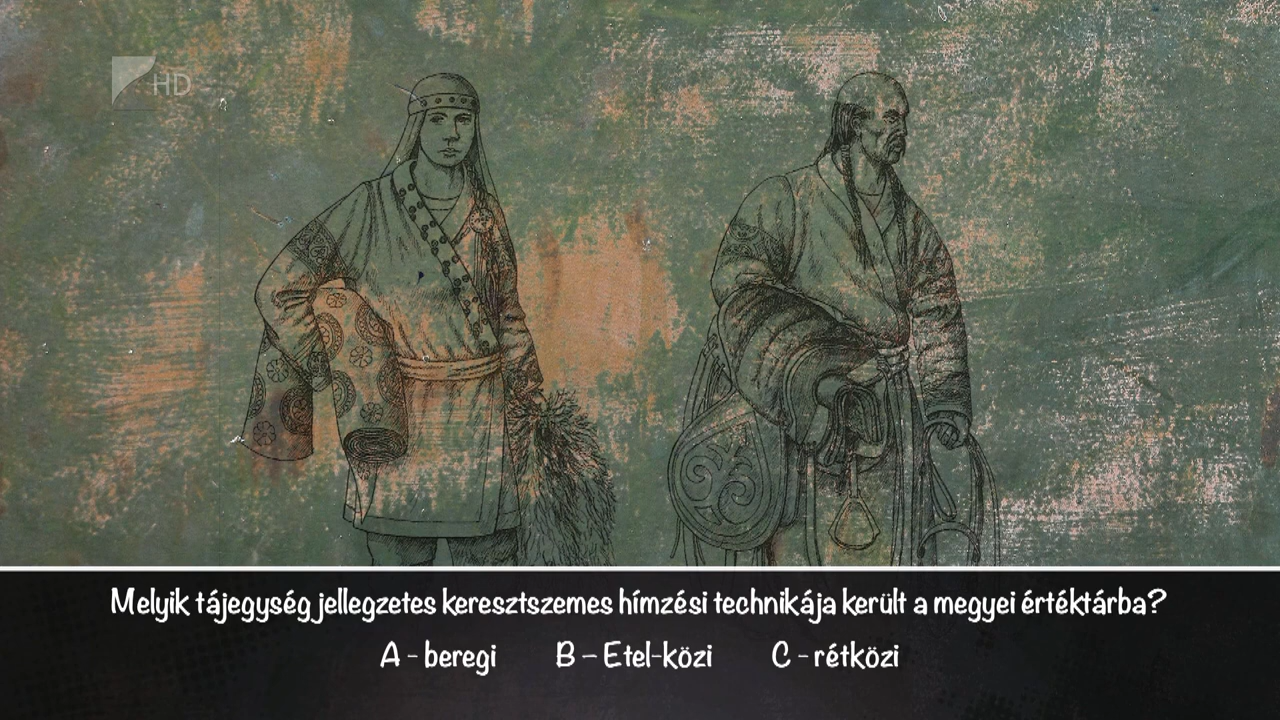 HD
Melyik tájegység jellegzetes keresztszemes hímzési technikája került a megyei értéktárba?
A - beregi B - Etel-közi C - rétközi